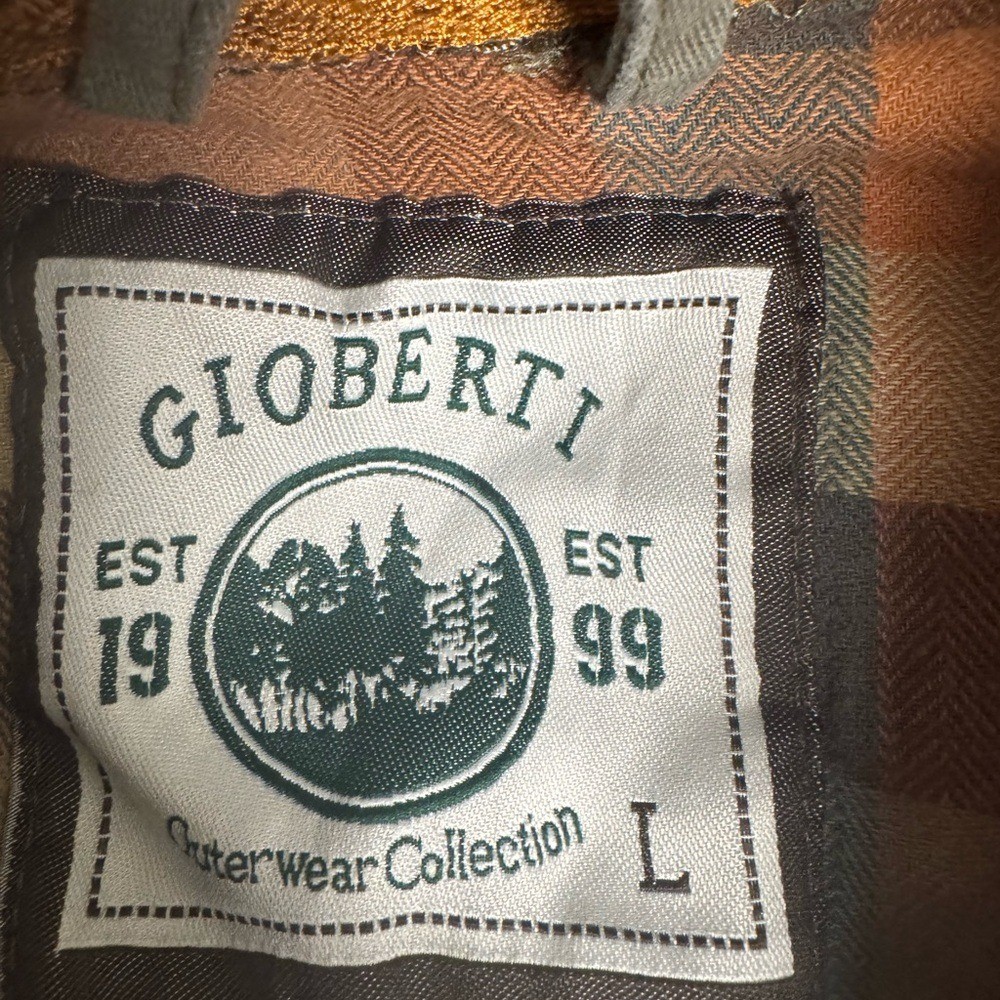 GIOBERTI
EST EST
19 99
Outerwear Collection
L